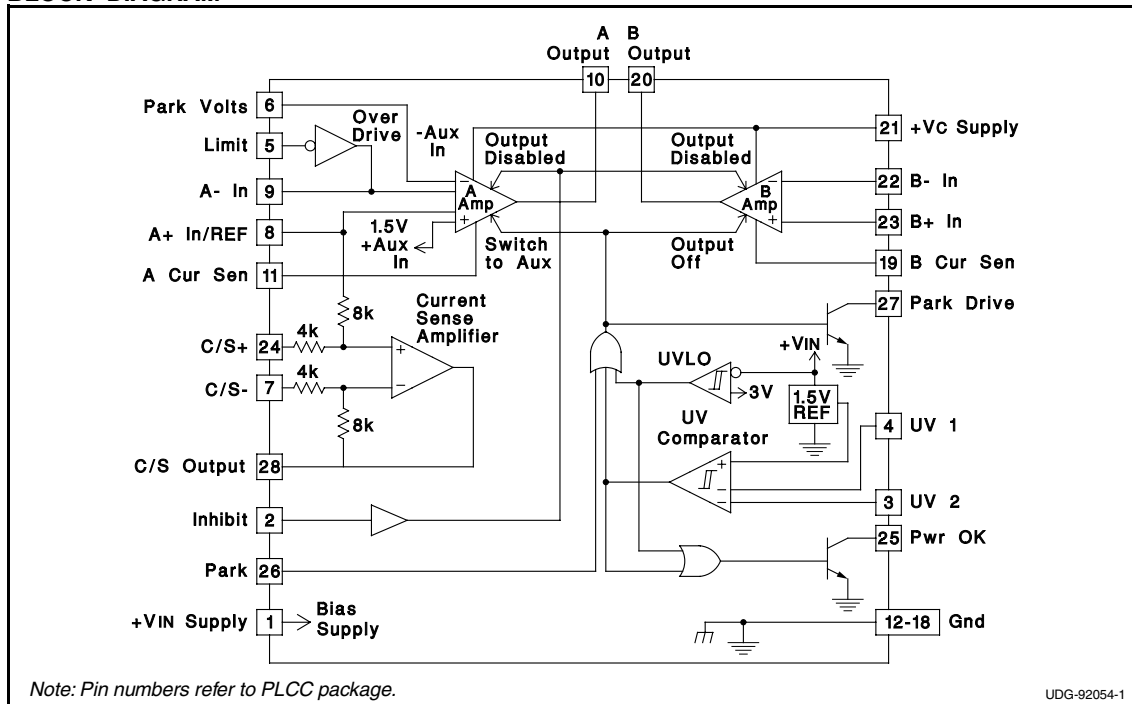 A B
Output Output
10 20
Park Volts 6
Limit 5
A- In 9
A+ In/REF 8
A Cur Sen 11
Over
Drive
-Aux
In
Output
Disabled
Output
Disabled
A
Amp
B
Amp
1.5V
+Aux
In
Switch
to Aux
Output
Off
21 +VC Supply
22 B- In
23 B+ In
19 B Cur Sen
27 Park Drive
8k
Current
Sense
Amplifier
4k
C/S+ 24
C/S- 7
4k
8k
C/S Output 28
Inhibit 2
Park 26
+VIN Supply 1
Bias
Supply
+VIN
UVLO
3V
1.5V
REF
UV
Comparator
4 UV 1
3 UV 2
25 Pwr OK
12-18 Gnd
Note: Pin numbers refer to PLCC package.
UDG-92054-1